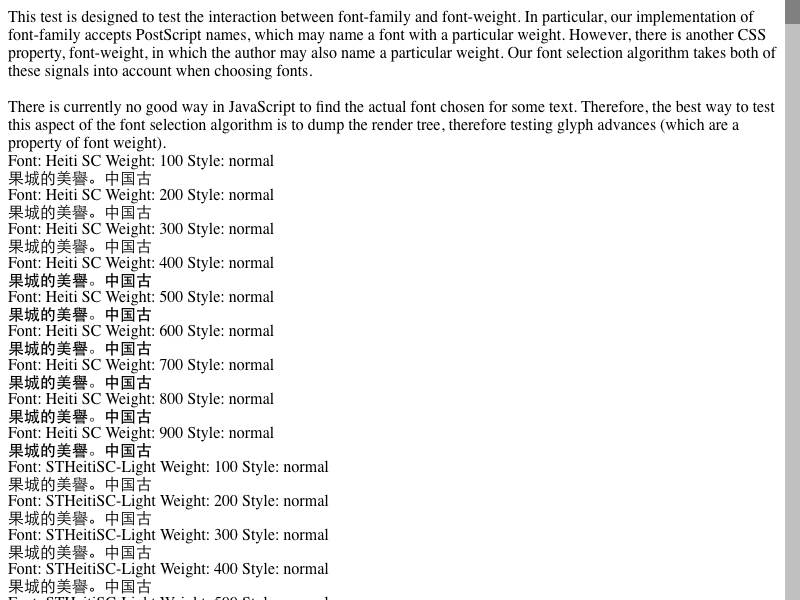 This test is designed to test the interaction between font-family and font-weight. In particular, our implementation of
font-family accepts PostScript names, which may name a font with a particular weight. However, there is another CSS
property, font-weight, in which the author may also name a particular weight. Our font selection algorithm takes both of
these signals into account when choosing fonts.
There is currently no good way in JavaScript to find the actual font chosen for some text. Therefore, the best way to test
this aspect of the font selection algorithm is to dump the render tree, therefore testing glyph advances (which are a
property of font weight).
Font: Heiti SC Weight: 100 Style: normal
果城的美譽。中国古
Font: Heiti SC Weight: 200 Style: normal
果城的美譽。中国古
Font: Heiti SC Weight: 300 Style: normal
果城的美譽。中国古
Font: Heiti SC Weight: 400 Style: normal
果城的美譽。中国古
Font: Heiti SC Weight: 500 Style: normal
果城的美譽。中国古
Font: Heiti SC Weight: 600 Style: normal
果城的美譽。中国古
Font: Heiti SC Weight: 700 Style: normal
果城的美譽。中国古
Font: Heiti SC Weight: 800 Style: normal
果城的美譽。中国古
Font: Heiti SC Weight: 900 Style: normal
果城的美譽。中国古
Font: STHeitiSC-Light Weight: 100 Style: normal
果城的美譽。中国古
Font: STHeitiSC-Light Weight: 200 Style: normal
果城的美譽。中国古
Font: STHeitiSC-Light Weight: 300 Style: normal
果城的美譽。中国古
Font: STHeitiSC-Light Weight: 400 Style: normal
果城的美譽。中国古